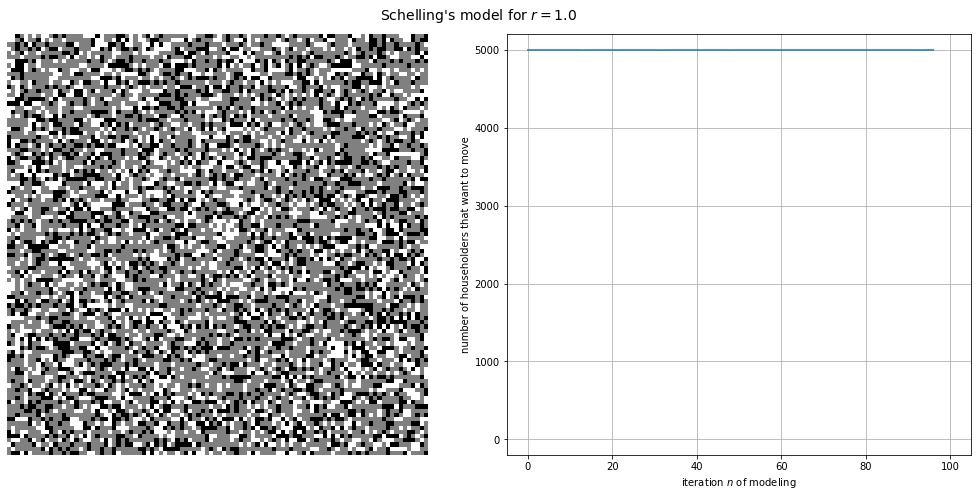 Schelling's model for r = 1.0
number of householders that want to move
5000
4000
3000
2000
1000
0
0 20 40 60 80 100
iteration n of modeling